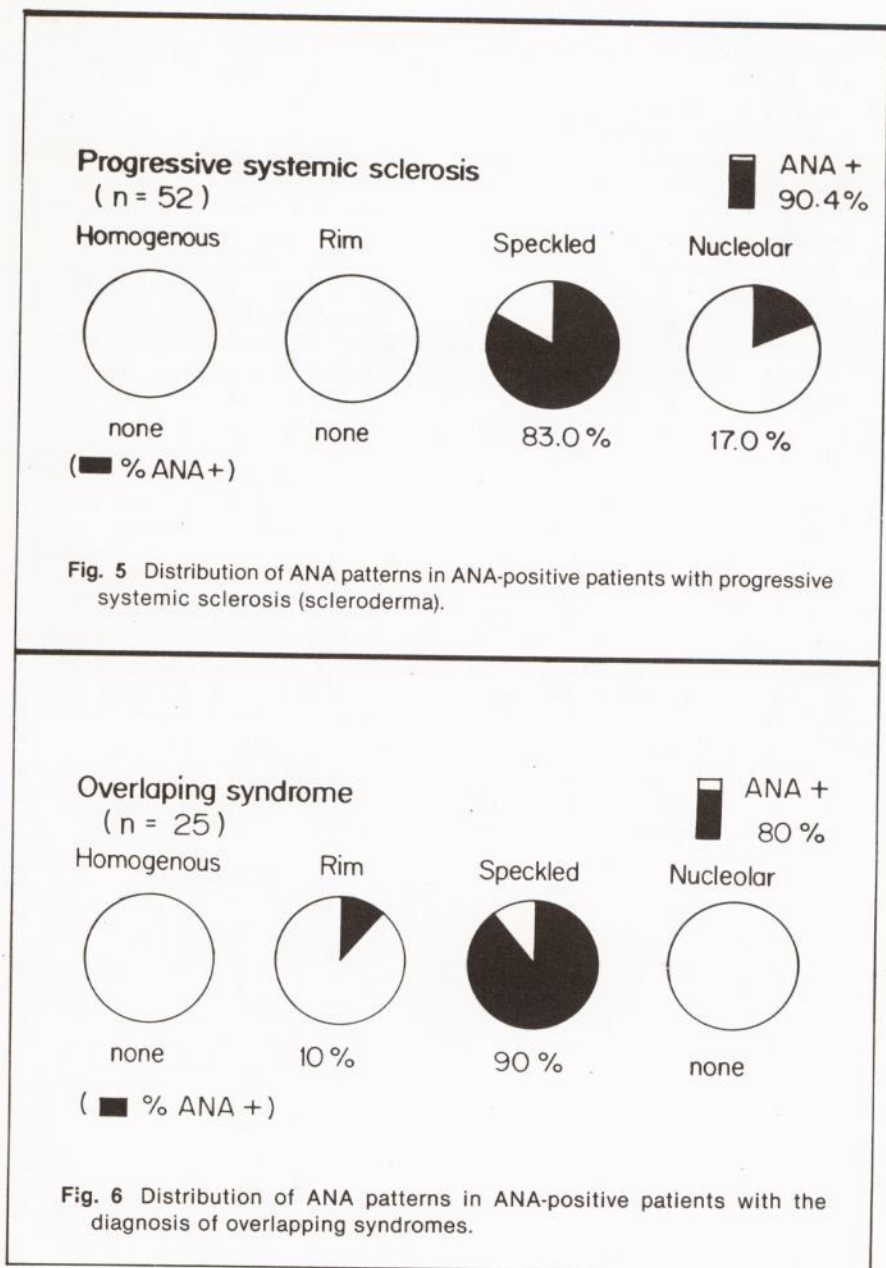 Progressive systemic sclerosis
( n = 52 )
ANA +
90.4%
Homogenous
Rim
Speckled
Nucleolar
none
none
83.0 %
17.0 %
( % ANA +)
Fig. 5 Distribution of ANA patterns in ANA-positive patients with progressive
systemic sclerosis (scleroderma).
Overlaping syndrome
( n = 25 )
ANA +
80 %
Homogenous
Rim
Speckled
Nucleolar
none
10 %
90 %
none
( % ANA +)
Fig. 6 Distribution of ANA patterns in ANA-positive patients with the
diagnosis of overlapping syndromes.